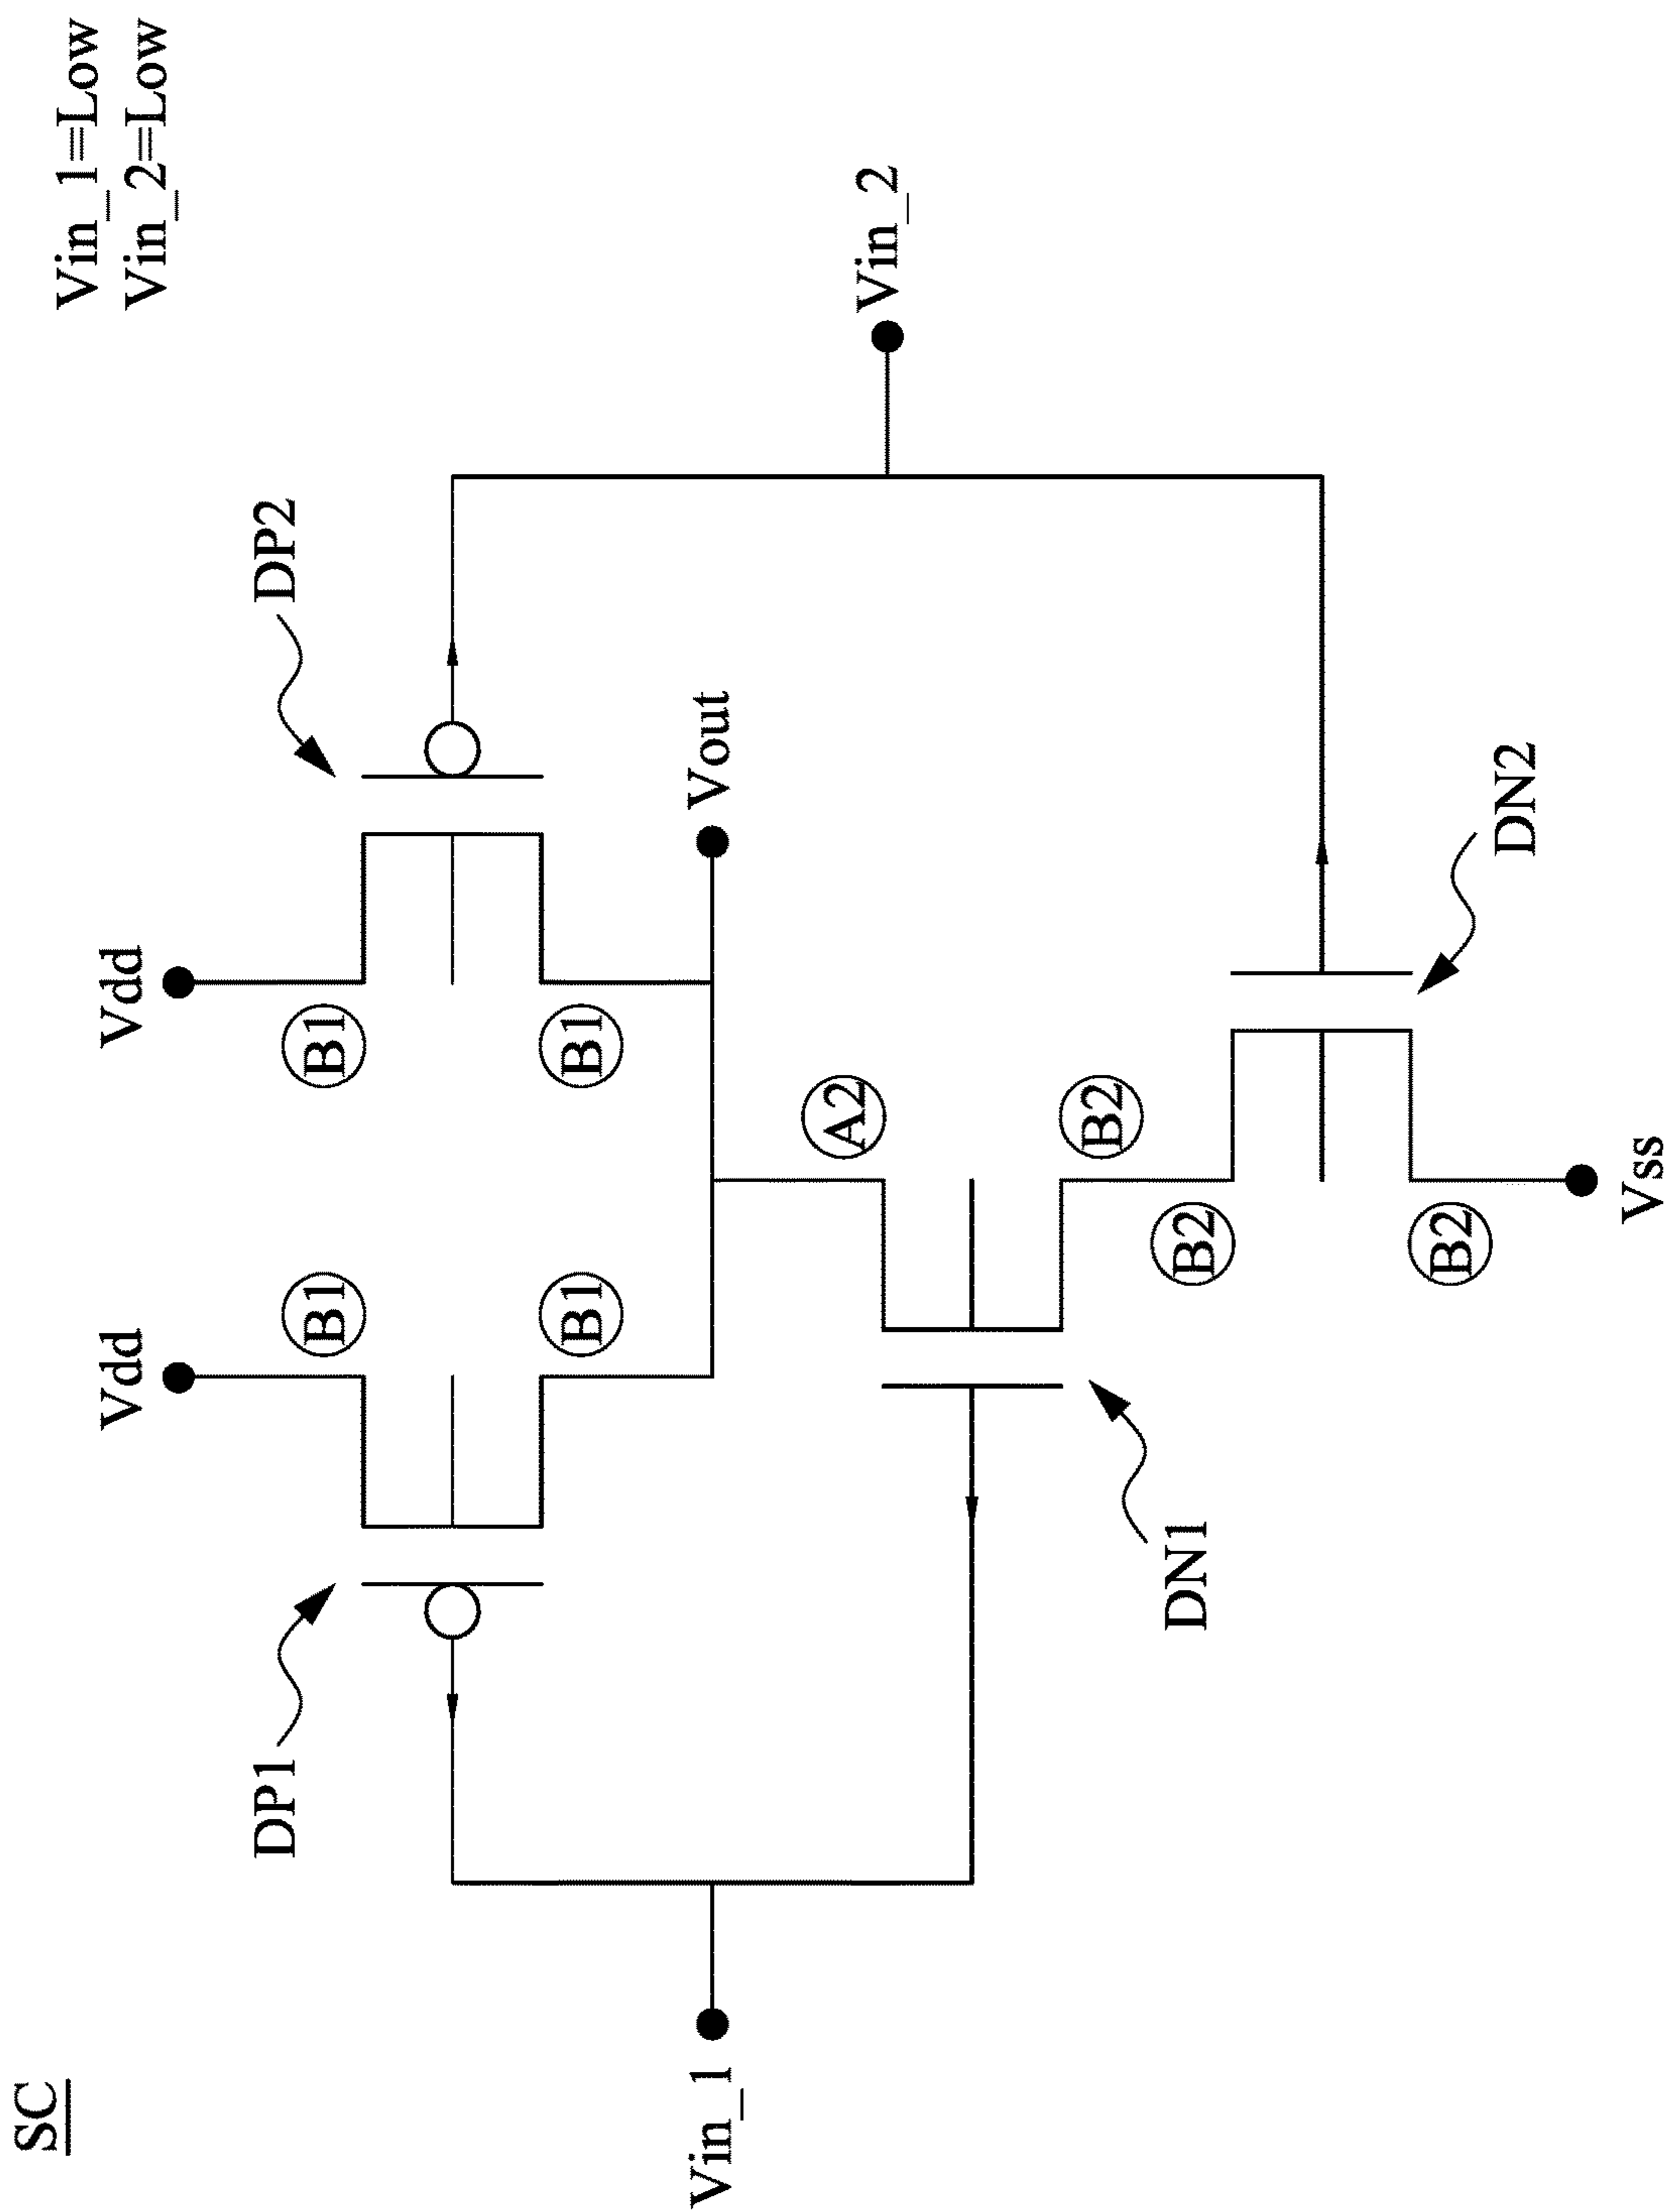 SC
Vin_1=Low
Vin_2=Low
Vdd
Vdd
DP1
B1
B1
DP2
B1
B1
Vin_1
Vout
A2
Vin_2
B2
DN1
B2
B2
DN2
Vss